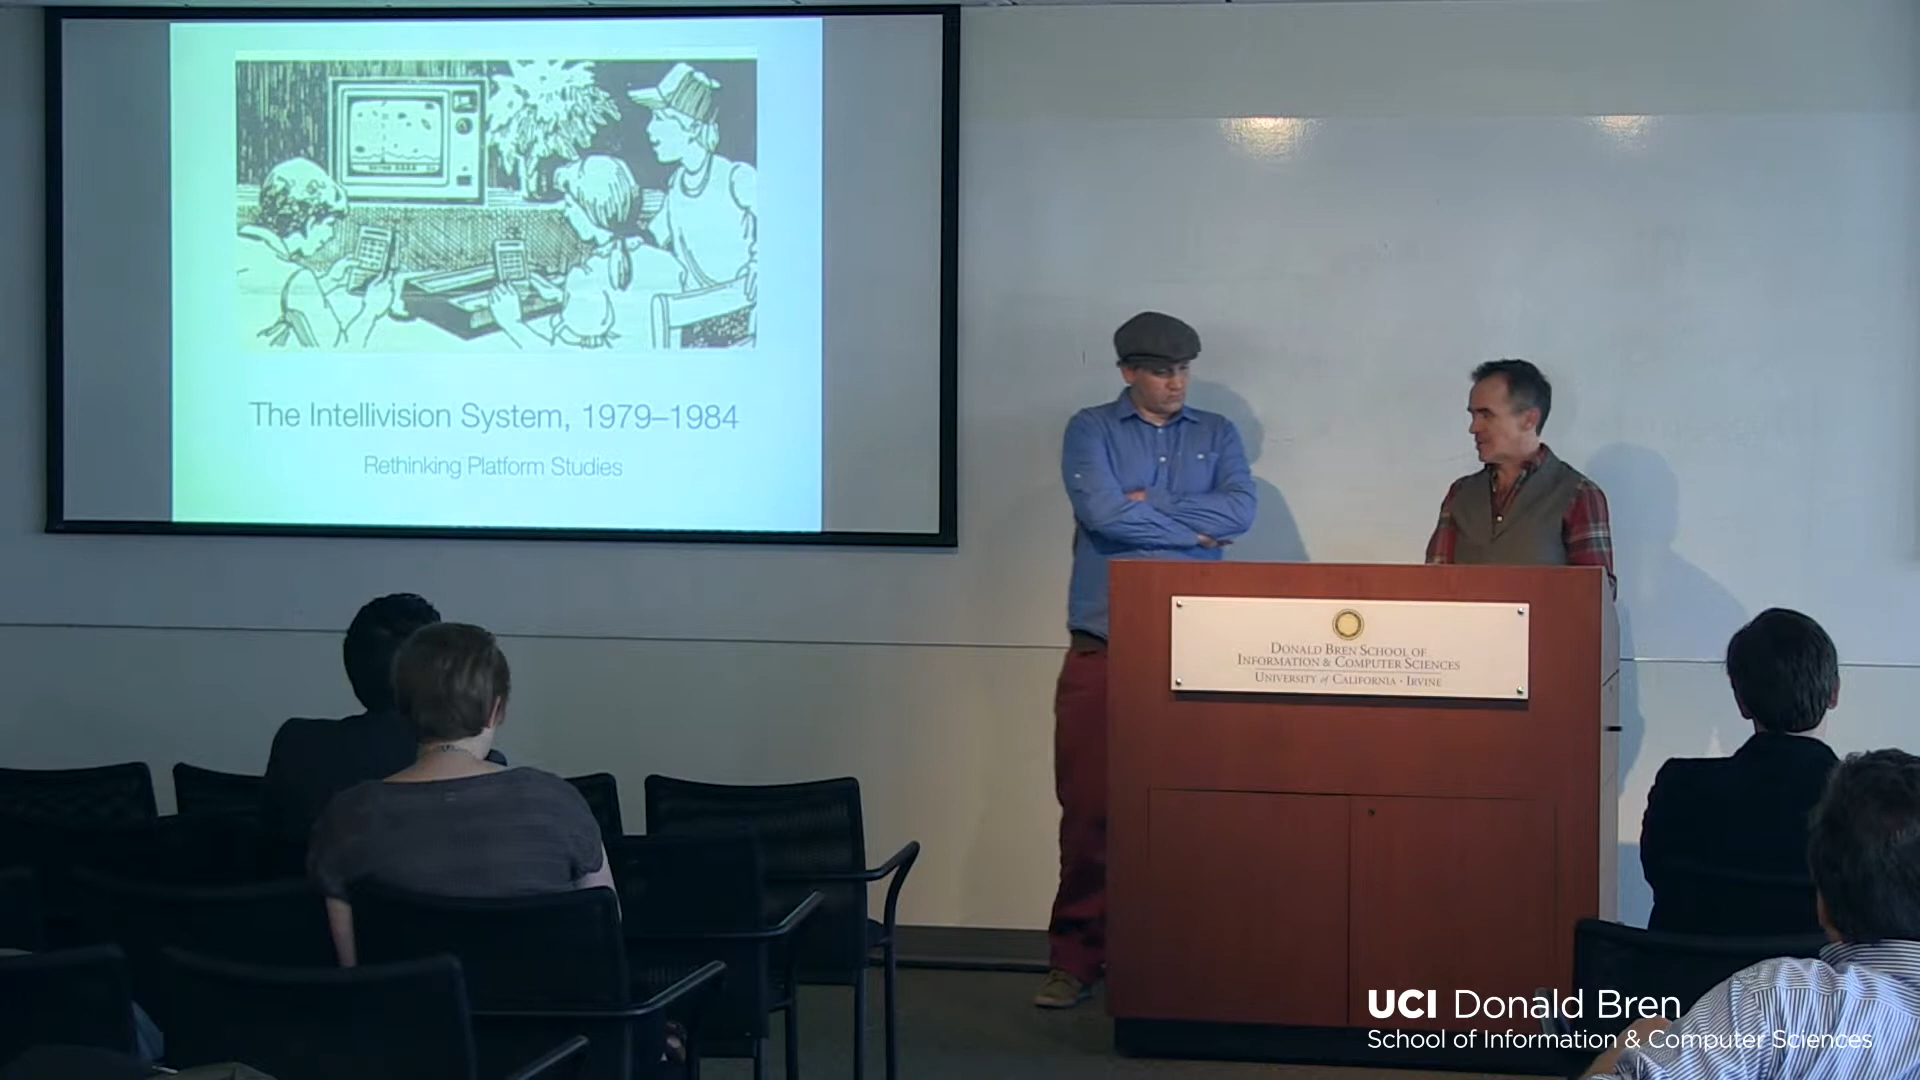 The Intellivision System, 1979–1984
Rethinking Platform Studies
DONALD BREN SCHOOL OF
INFORMATION & COMPUTER SCIENCES
UNIVERSITY of CALIFORNIA · IRVINE
UCI Donald Bren
School of Information & Computer Sciences